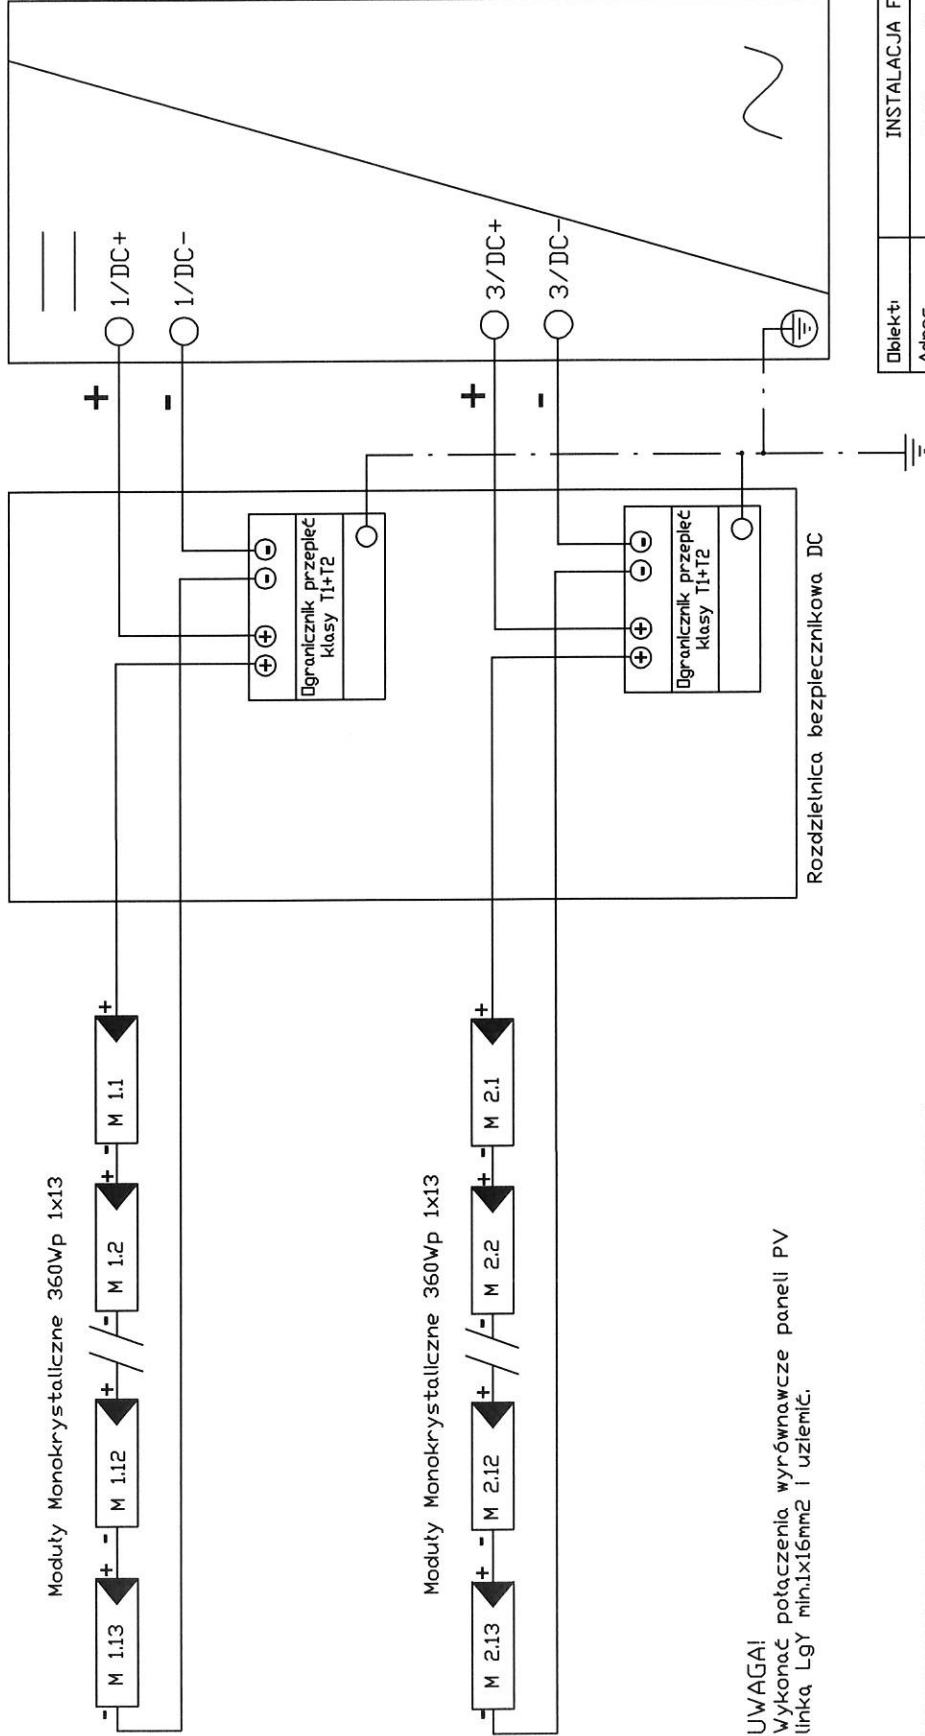 Moduły Monokrystaliczne 360Wp 1x13
M 1.13
M 1.12
M 1.2
M 1.1
- + - + - + - +
Ogranicznik przepięć
klasy T1+T2
+ + - -
+
-
1/DC+
1/DC-
Moduły Monokrystaliczne 360Wp 1x13
M 2.13
M 2.12
M 2.2
M 2.1
- + - + - + - +
Ogranicznik przepięć
klasy T1+T2
+ + - -
+
-
3/DC+
3/DC-
Rozdzielnica bezpiecznikowa DC
UWAGA!
Wykonać połączenia wyrównawcze paneli PV
linką LgY min.1x16mm2 i uziemić.
Obiekt:
INSTALACJA